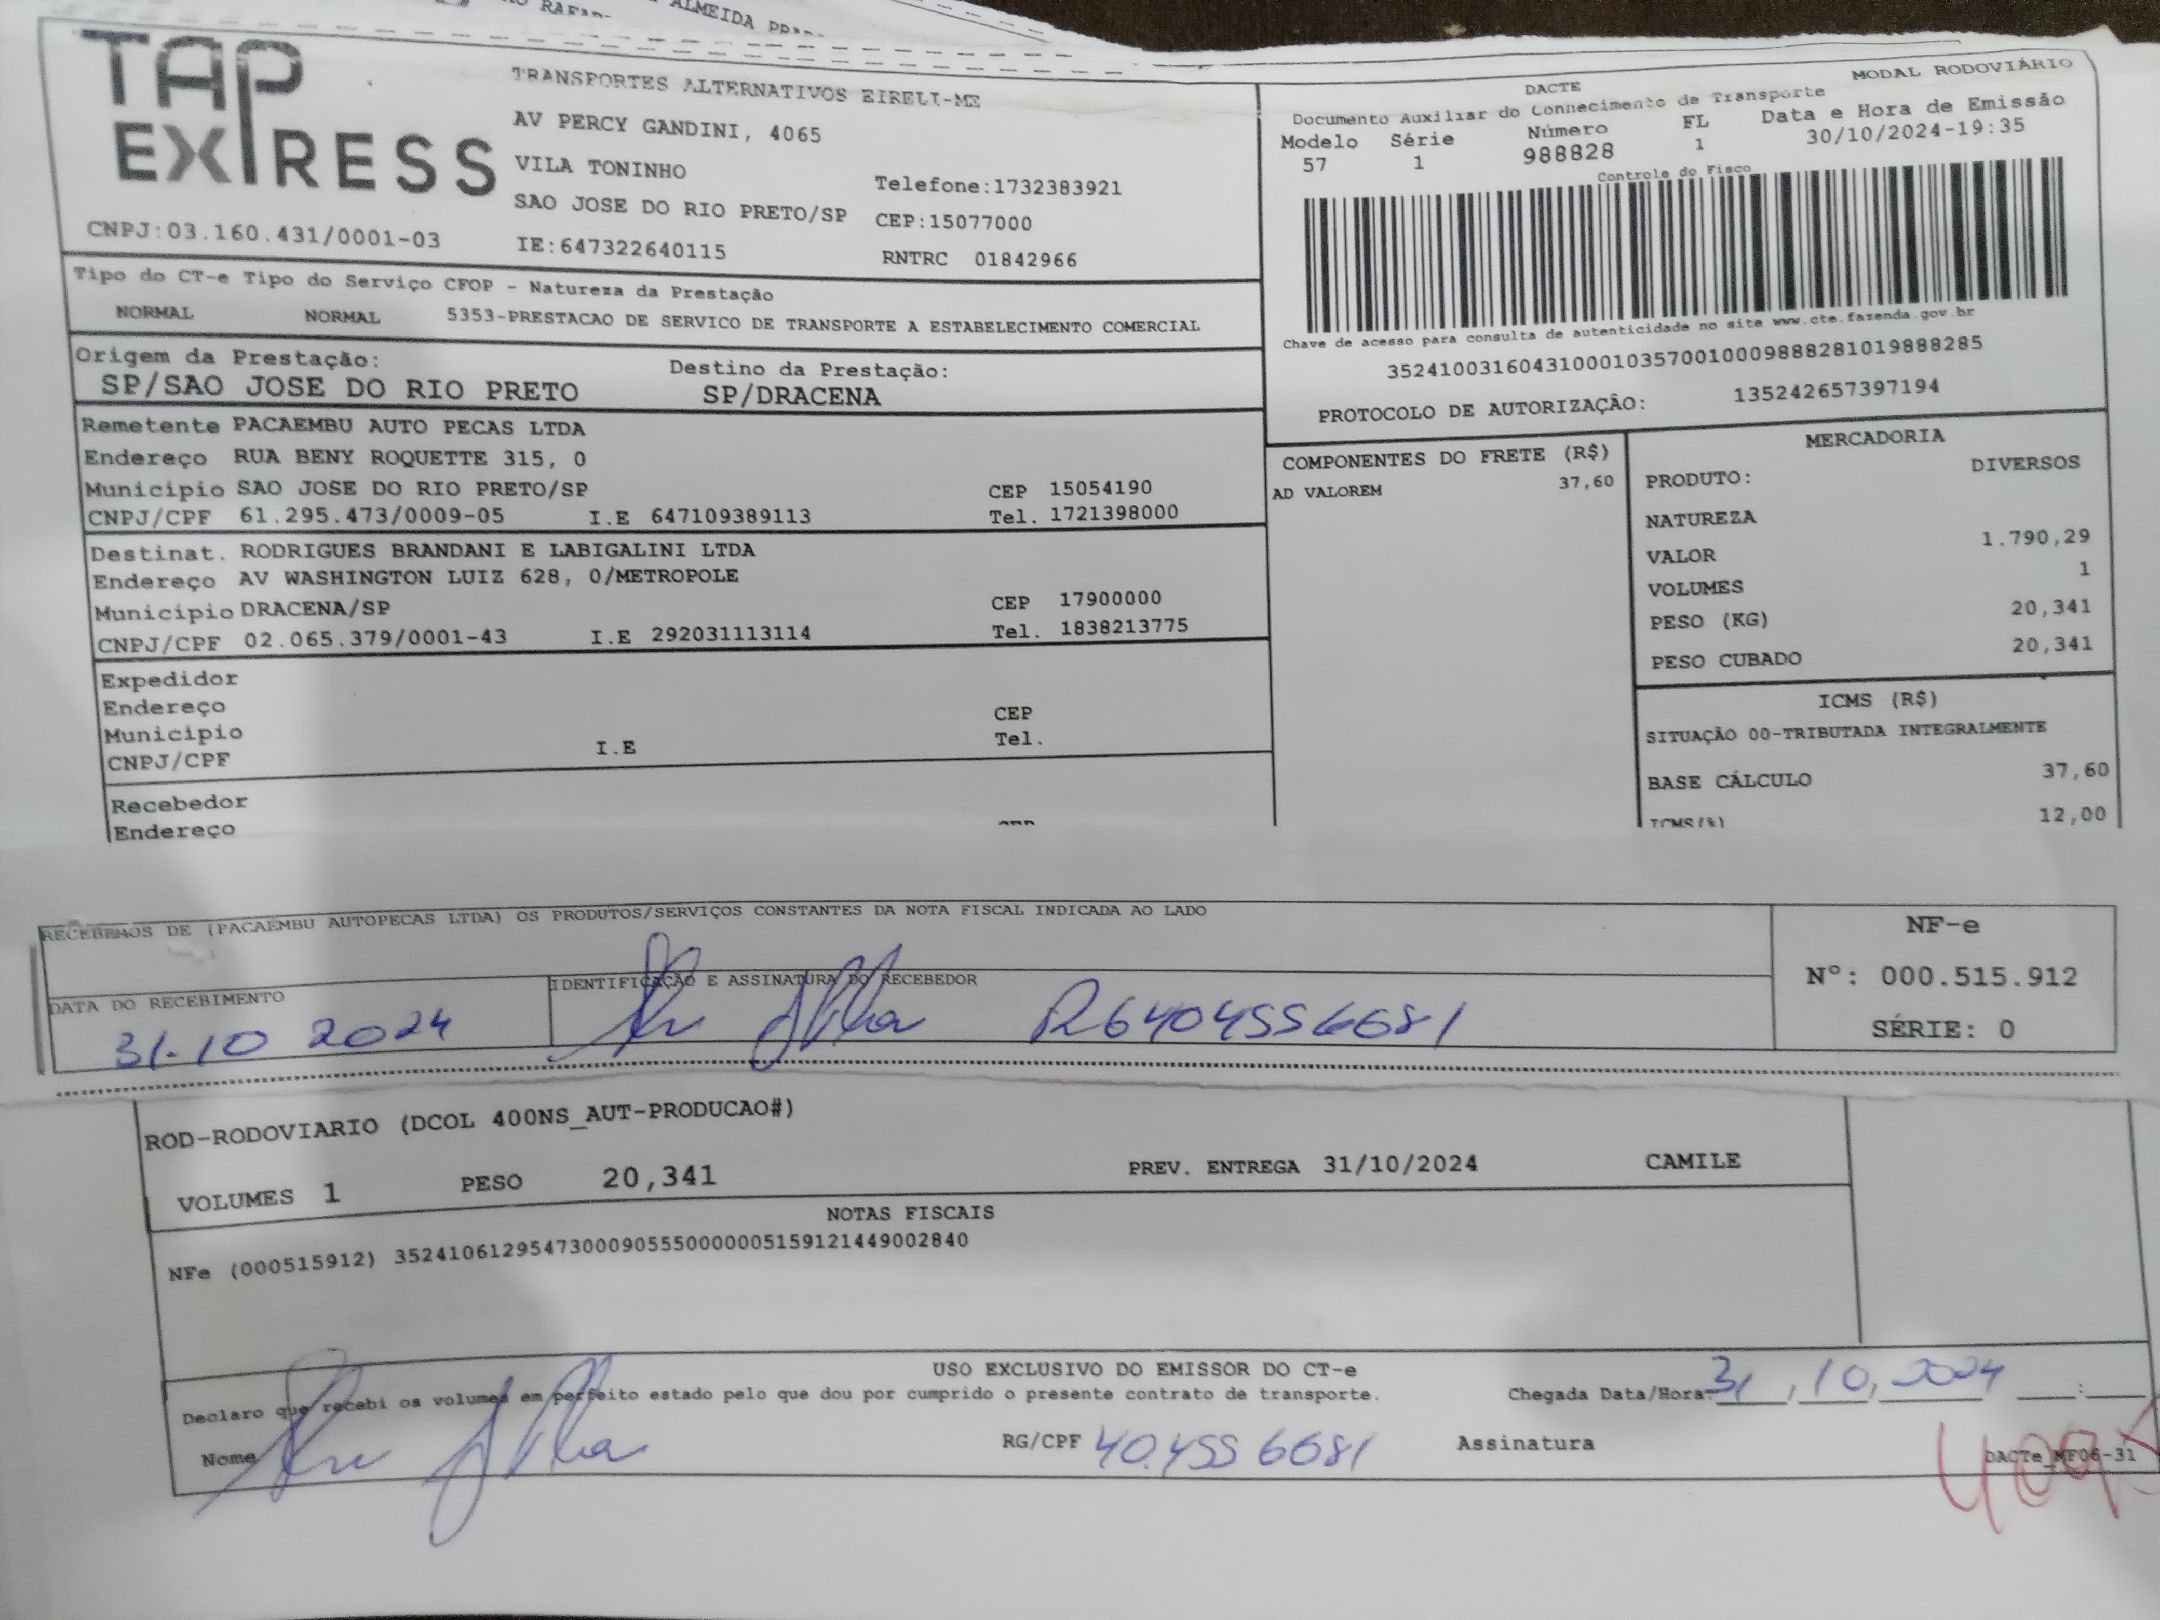 ALMEIDA
TAP
EXPRESS
CNPJ:03.160.431/0001-03
TRANSPORTES ALTERNATIVOS EIRELI-ME
AV PERCY GANDINI, 4065
VILA TONINHO
Telefone:1732383921
SAO JOSE DO RIO PRETO/SP CEP:15077000
IE:647322640115 RNTRC 01842966
DACTE MODAL RODOVIÁRIO
Documento Auxiliar do Conhecimento de Transporte
Modelo Série Número FL Data e Hora de Emissão
57 1 988828 1 30/10/2024-19:35
Controle do Fisco
Chave de acesso para consulta de autenticidade no site www.cte.fazenda.gov.br
35241003160431000103570010009888281019888285
PROTOCOLO DE AUTORIZAÇÃO: 135242657397194
Tipo do CT-e Tipo do Serviço CFOP - Natureza da Prestação
NORMAL NORMAL 5353-PRESTACAO DE SERVICO DE TRANSPORTE A ESTABELECIMENTO COMERCIAL
Origem da Prestação: Destino da Prestação:
SP/SAO JOSE DO RIO PRETO SP/DRACENA
Remetente PACAEMBU AUTO PECAS LTDA
Endereço RUA BENY ROQUETTE 315, 0
Município SAO JOSE DO RIO PRETO/SP CEP 15054190
CNPJ/CPF 61.295.473/0009-05 I.E 647109389113 Tel. 1721398000
Destinat. RODRIGUES BRANDANI E LABIGALINI LTDA
Endereço AV WASHINGTON LUIZ 628, 0/METROPOLE
Município DRACENA/SP CEP 17900000
CNPJ/CPF 02.065.379/0001-43 I.E 292031113114 Tel. 1838213775
Expedidor
Endereço
Município CEP
CNPJ/CPF I.E Tel.
Recebedor
Endereço
COMPONENTES DO FRETE (R$)
AD VALOREM 37,60
MERCADORIA
PRODUTO: DIVERSOS
NATUREZA
VALOR 1.790,29
VOLUMES 1
PESO (KG) 20,341
PESO CUBADO 20,341
ICMS (R$)
SITUAÇÃO 00-TRIBUTADA INTEGRALMENTE
BASE CÁLCULO 37,60
ICMS(%) 12,00
RECEBEMOS DE (PACAEMBU AUTOPECAS LTDA) OS PRODUTOS/SERVIÇOS CONSTANTES DA NOTA FISCAL INDICADA AO LADO
DATA DO RECEBIMENTO
31-10 2024
IDENTIFICAÇÃO E ASSINATURA DO RECEBEDOR
R6404556681
NF-e
Nº: 000.515.912
SÉRIE: 0
ROD-RODOVIARIO (DCOL 400NS_AUT-PRODUCAO#)
VOLUMES 1 PESO 20,341 PREV. ENTREGA 31/10/2024 CAMILE
NOTAS FISCAIS
NFe (000515912) 35241061295473000905550000005159121449002840
USO EXCLUSIVO DO EMISSOR DO CT-e
Declaro que recebi os volumes em perfeito estado pelo que dou por cumprido o presente contrato de transporte. Chegada Data/Hora 31,10,2024 :
Nome RG/CPF 40.455 6681 Assinatura DACTe_MF06-31